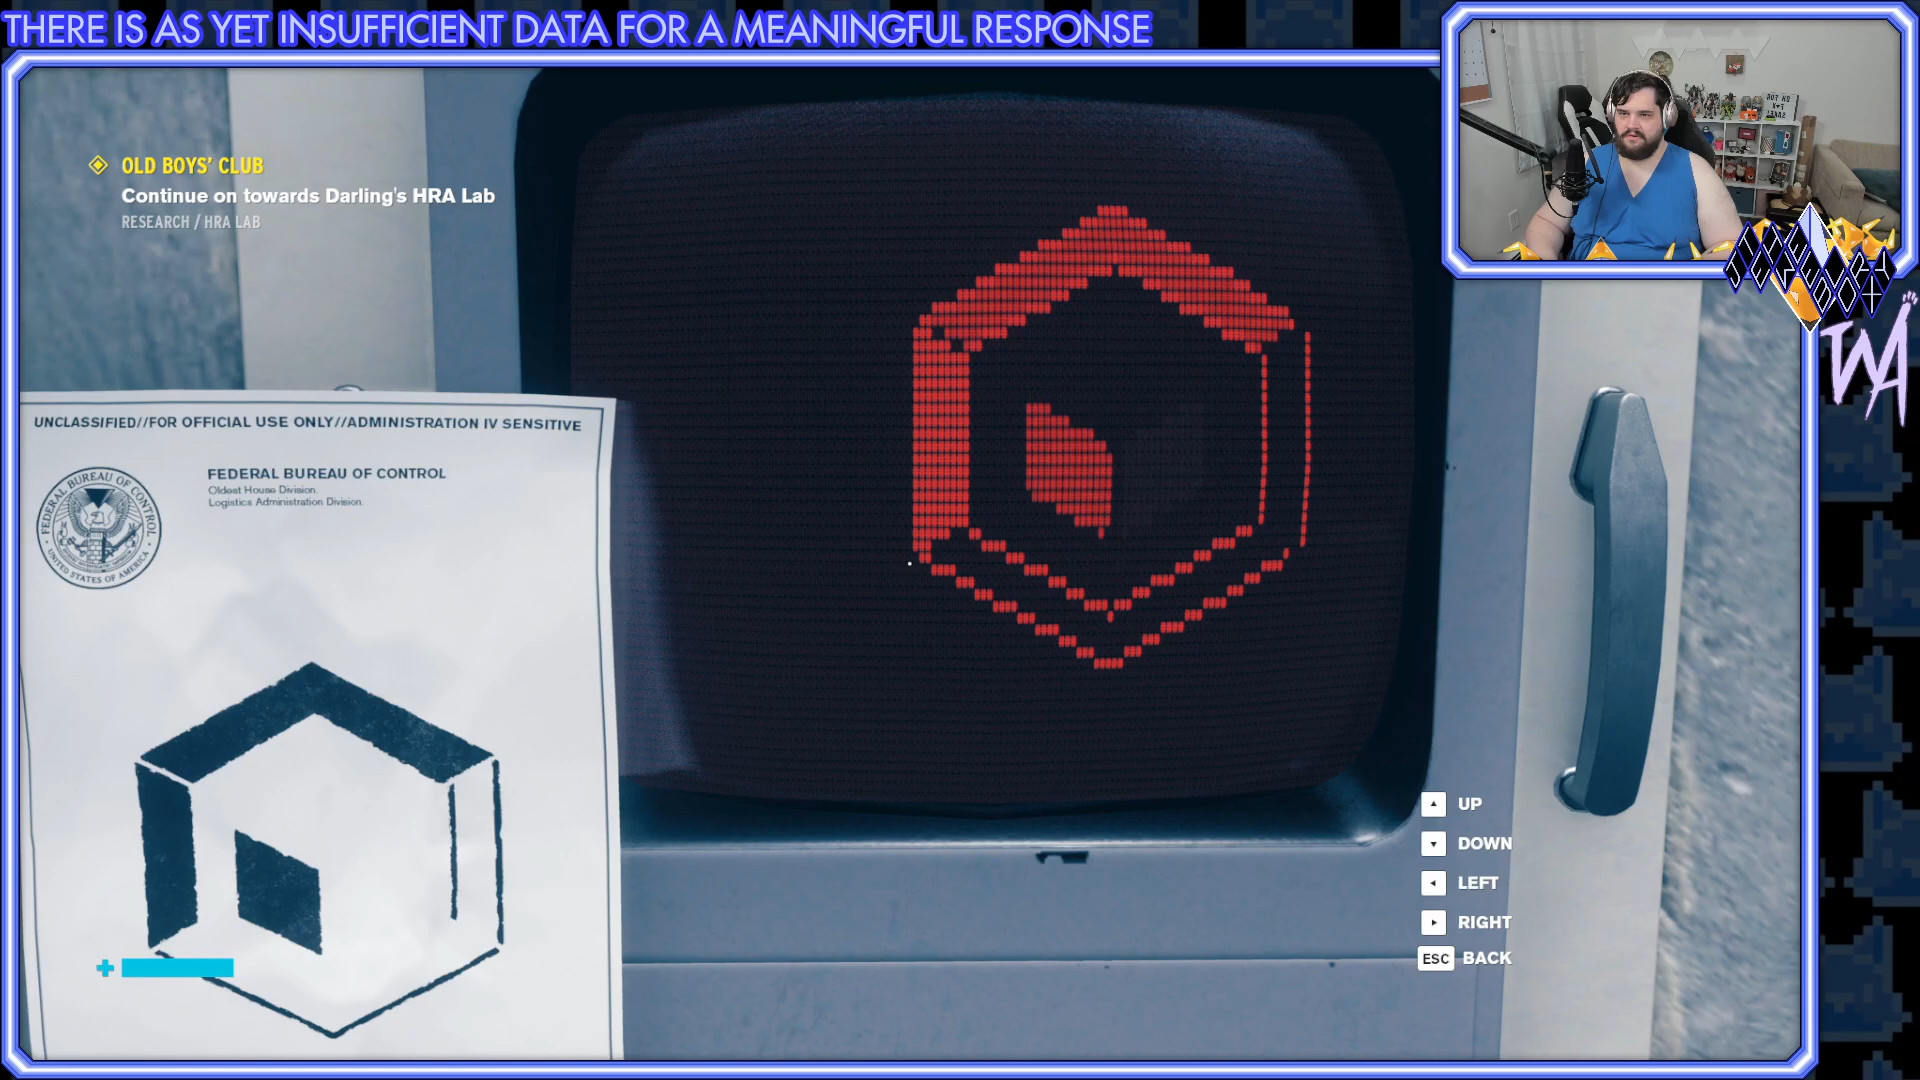 THERE IS AS YET INSUFFICIENT DATA FOR A MEANINGFUL RESPONSE
OLD BOYS' CLUB
Continue on towards Darling's HRA Lab
RESEARCH / HRA LAB
UNCLASSIFIED//FOR OFFICIAL USE ONLY//ADMINISTRATION IV SENSITIVE
FEDERAL BUREAU OF CONTROL
Oldest House Division.
Logistics Administration Division.
FEDERAL BUREAU OF CONTROL
UNITED STATES OF AMERICA
UP
DOWN
LEFT
RIGHT
ESC BACK